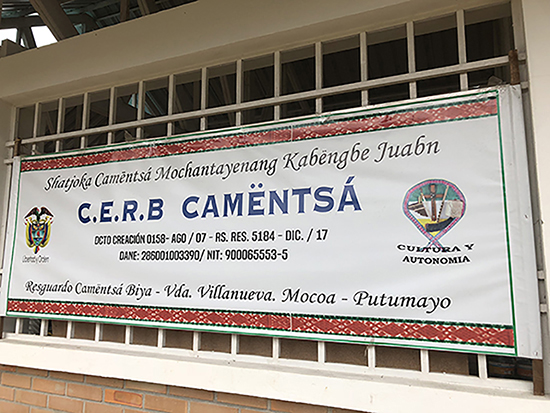 Shatjoka Camëntsá Mochantayenang Kabëngbe Juabn
C.E.R.B CAMËNTSÁ
DCTO CREACIÓN 0158- AGO / 07 - RS. RES. 5184 - DIC. / 17
DANE: 286001003390/ NIT: 900065553-5
Libertad y Orden
CULTURA Y
AUTONOMIA
Resguardo Camëntsá Biya - Vda. Villanueva. Mocoa - Putumayo